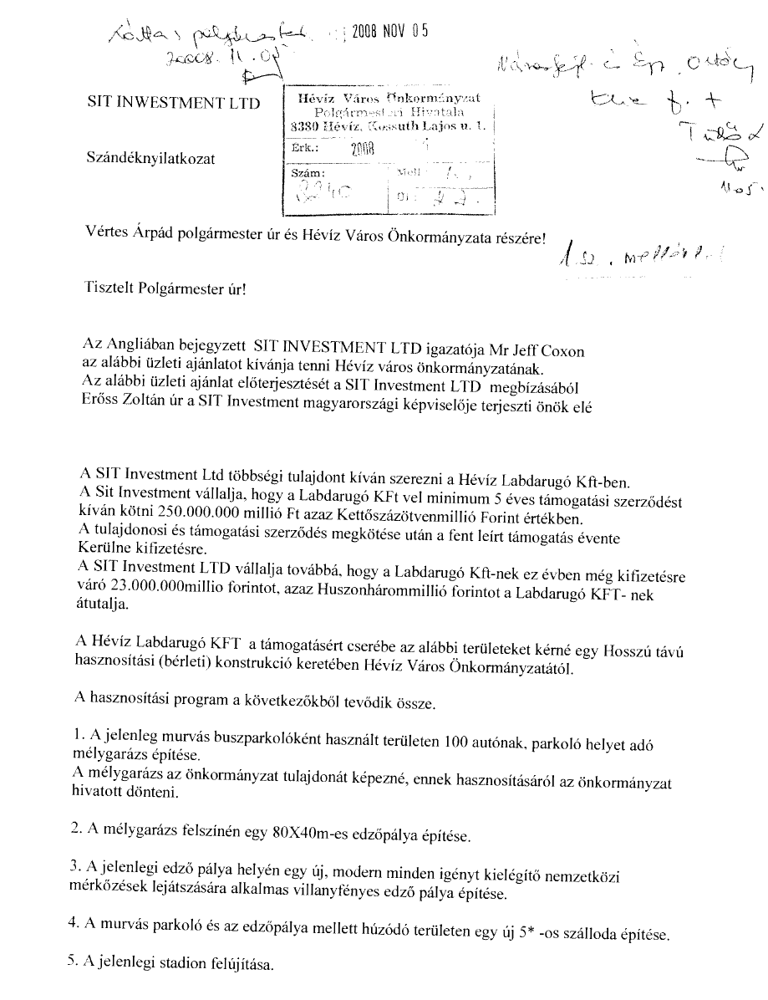 2008 NOV 05
2008. 11. 05
SIT INWESTMENT LTD
Hévíz Város Önkormányzat
Polgármesteri Hivatala
8380 Hévíz, Kossuth Lajos u. 1.
Érk.: 2008
Szám:
3240
Szándéknyilatkozat
11.05.
Vértes Árpád polgármester úr és Hévíz Város Önkormányzata részére!
1 sz. melléklet
Tisztelt Polgármester úr!
Az Angliában bejegyzett SIT INVESTMENT LTD igazatója Mr Jeff Coxon
az alábbi üzleti ajánlatot kívánja tenni Hévíz város önkormányzatának.
Az alábbi üzleti ajánlat előterjesztését a SIT Investment LTD megbízásából
Erőss Zoltán úr a SIT Investment magyarországi képviselője terjeszti önök elé
A SIT Investment Ltd többségi tulajdont kíván szerezni a Hévíz Labdarugó Kft-ben.
A Sit Investment vállalja, hogy a Labdarugó KFt vel minimum 5 éves támogatási szerződést
kíván kötni 250.000.000 millió Ft azaz Kettőszázötvenmillió Forint értékben.
A tulajdonosi és támogatási szerződés megkötése után a fent leírt támogatás évente
Kerülne kifizetésre.
A SIT Investment LTD vállalja továbbá, hogy a Labdarugó Kft-nek ez évben még kifizetésre
váró 23.000.000millio forintot, azaz Huszonhárommillió forintot a Labdarugó KFT- nek
átutalja.
A Hévíz Labdarugó KFT a támogatásért cserébe az alábbi területeket kérné egy Hosszú távú
hasznosítási (bérleti) konstrukció keretében Hévíz Város Önkormányzatától.
A hasznosítási program a következőkből tevődik össze.
1. A jelenleg murvás buszparkolóként használt területen 100 autónak, parkoló helyet adó
mélygarázs építése.
A mélygarázs az önkormányzat tulajdonát képezné, ennek hasznosításáról az önkormányzat
hivatott dönteni.
2. A mélygarázs felszínén egy 80X40m-es edzőpálya építése.
3. A jelenlegi edző pálya helyén egy új, modern minden igényt kielégítő nemzetközi
mérkőzések lejátszására alkalmas villanyfényes edző pálya építése.
4. A murvás parkoló és az edzőpálya mellett húzódó területen egy új 5* -os szálloda építése.
5. A jelenlegi stadion felújítása.